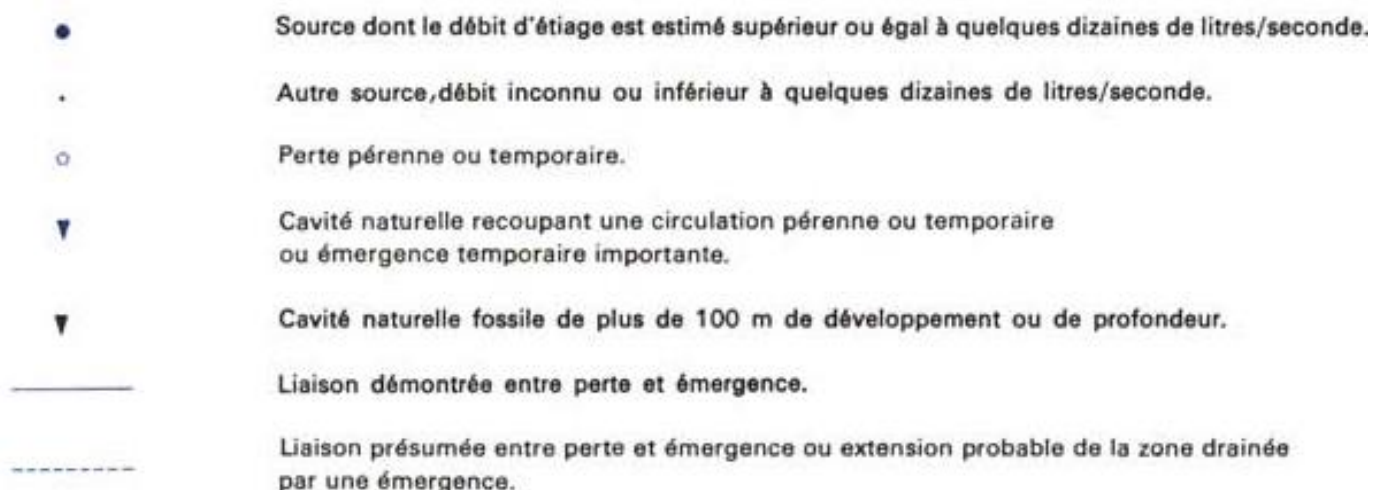 Source dont le débit d'étiage est estimé supérieur ou égal à quelques dizaines de litres/seconde.
Autre source,débit inconnu ou inférieur à quelques dizaines de litres/seconde.
Perte pérenne ou temporaire.
Cavité naturelle recoupant une circulation pérenne ou temporaire
ou émergence temporaire importante.
Cavité naturelle fossile de plus de 100 m de développement ou de profondeur.
Liaison démontrée entre perte et émergence.
Liaison présumée entre perte et émergence ou extension probable de la zone drainée
par une émergence.